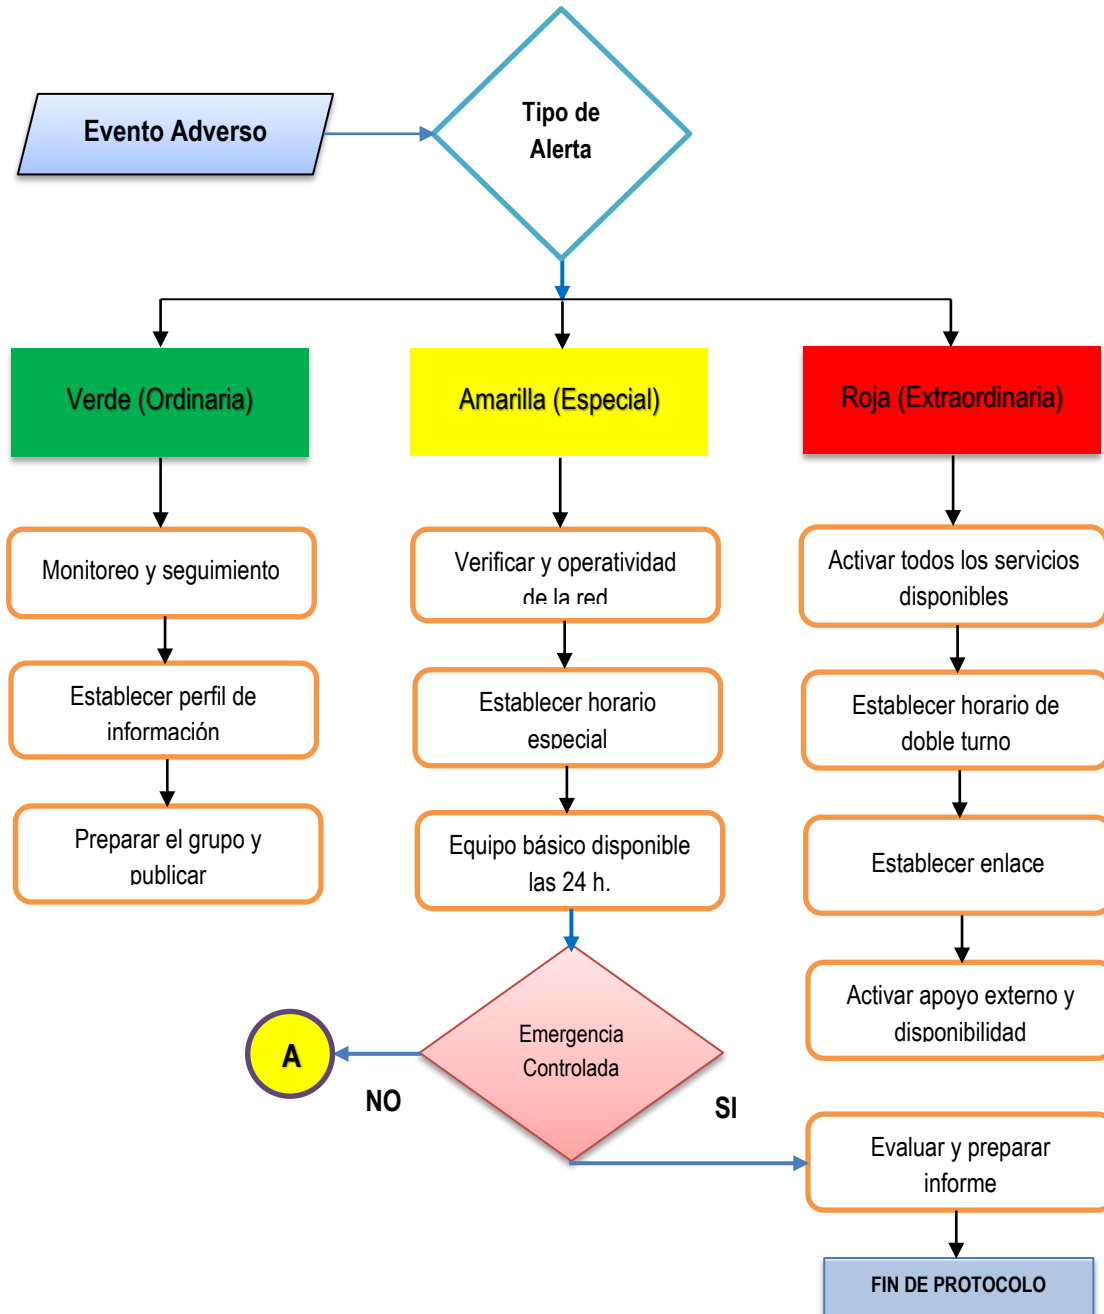 Evento Adverso
Tipo de
Alerta
Verde (Ordinaria)
Amarilla (Especial)
Roja (Extraordinaria)
Monitoreo y seguimiento
Establecer perfil de
información
Preparar el grupo y
publicar
Verificar y operatividad
de la red
Establecer horario
especial
Equipo básico disponible
las 24 h.
Activar todos los servicios
disponibles
Establecer horario de
doble turno
Establecer enlace
Activar apoyo externo y
disponibilidad
Emergencia
Controlada
A
NO
SI
Evaluar y preparar
informe
FIN DE PROTOCOLO